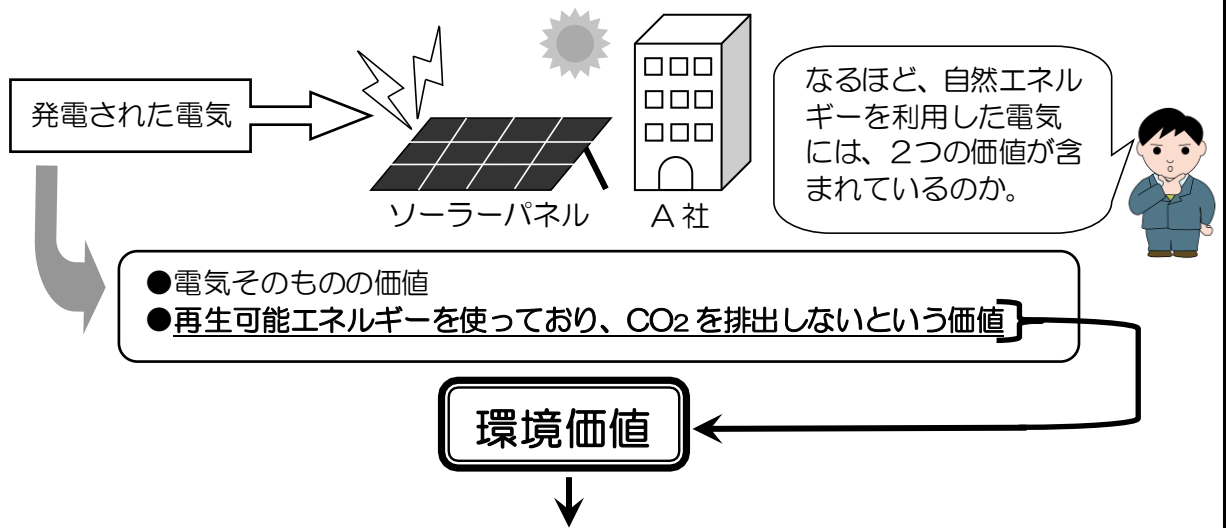 発電された電気
ソーラーパネル
A 社
なるほど、自然エネル
ギーを利用した電気
には、2つの価値が含
まれているのか。
●電気そのものの価値
●再生可能エネルギーを使っており、CO2 を排出しないという価値
環境価値